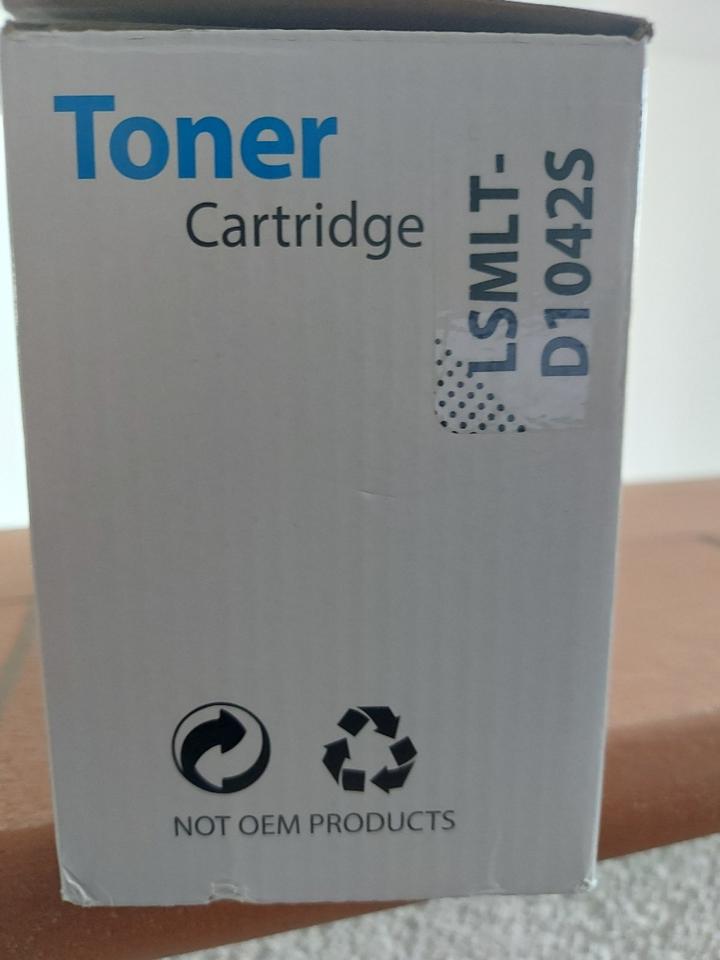 Toner
Cartridge
LSMLT-
D1042S
NOT OEM PRODUCTS